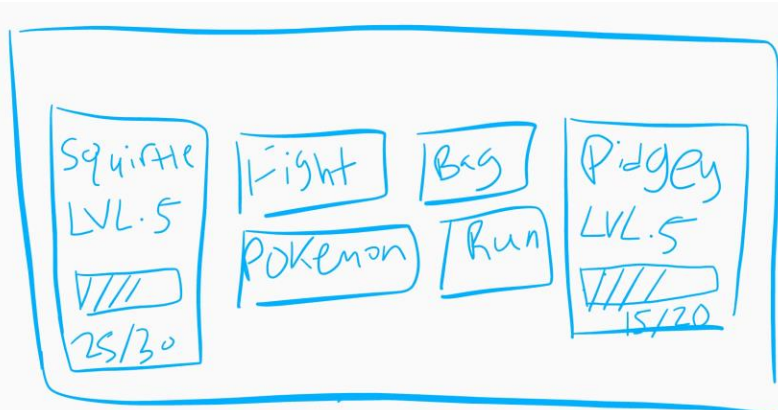 Squirtle
LVL.5
25/30
Fight
Bag
Pokemon
Run
Pidgey
LVL.5
15/20